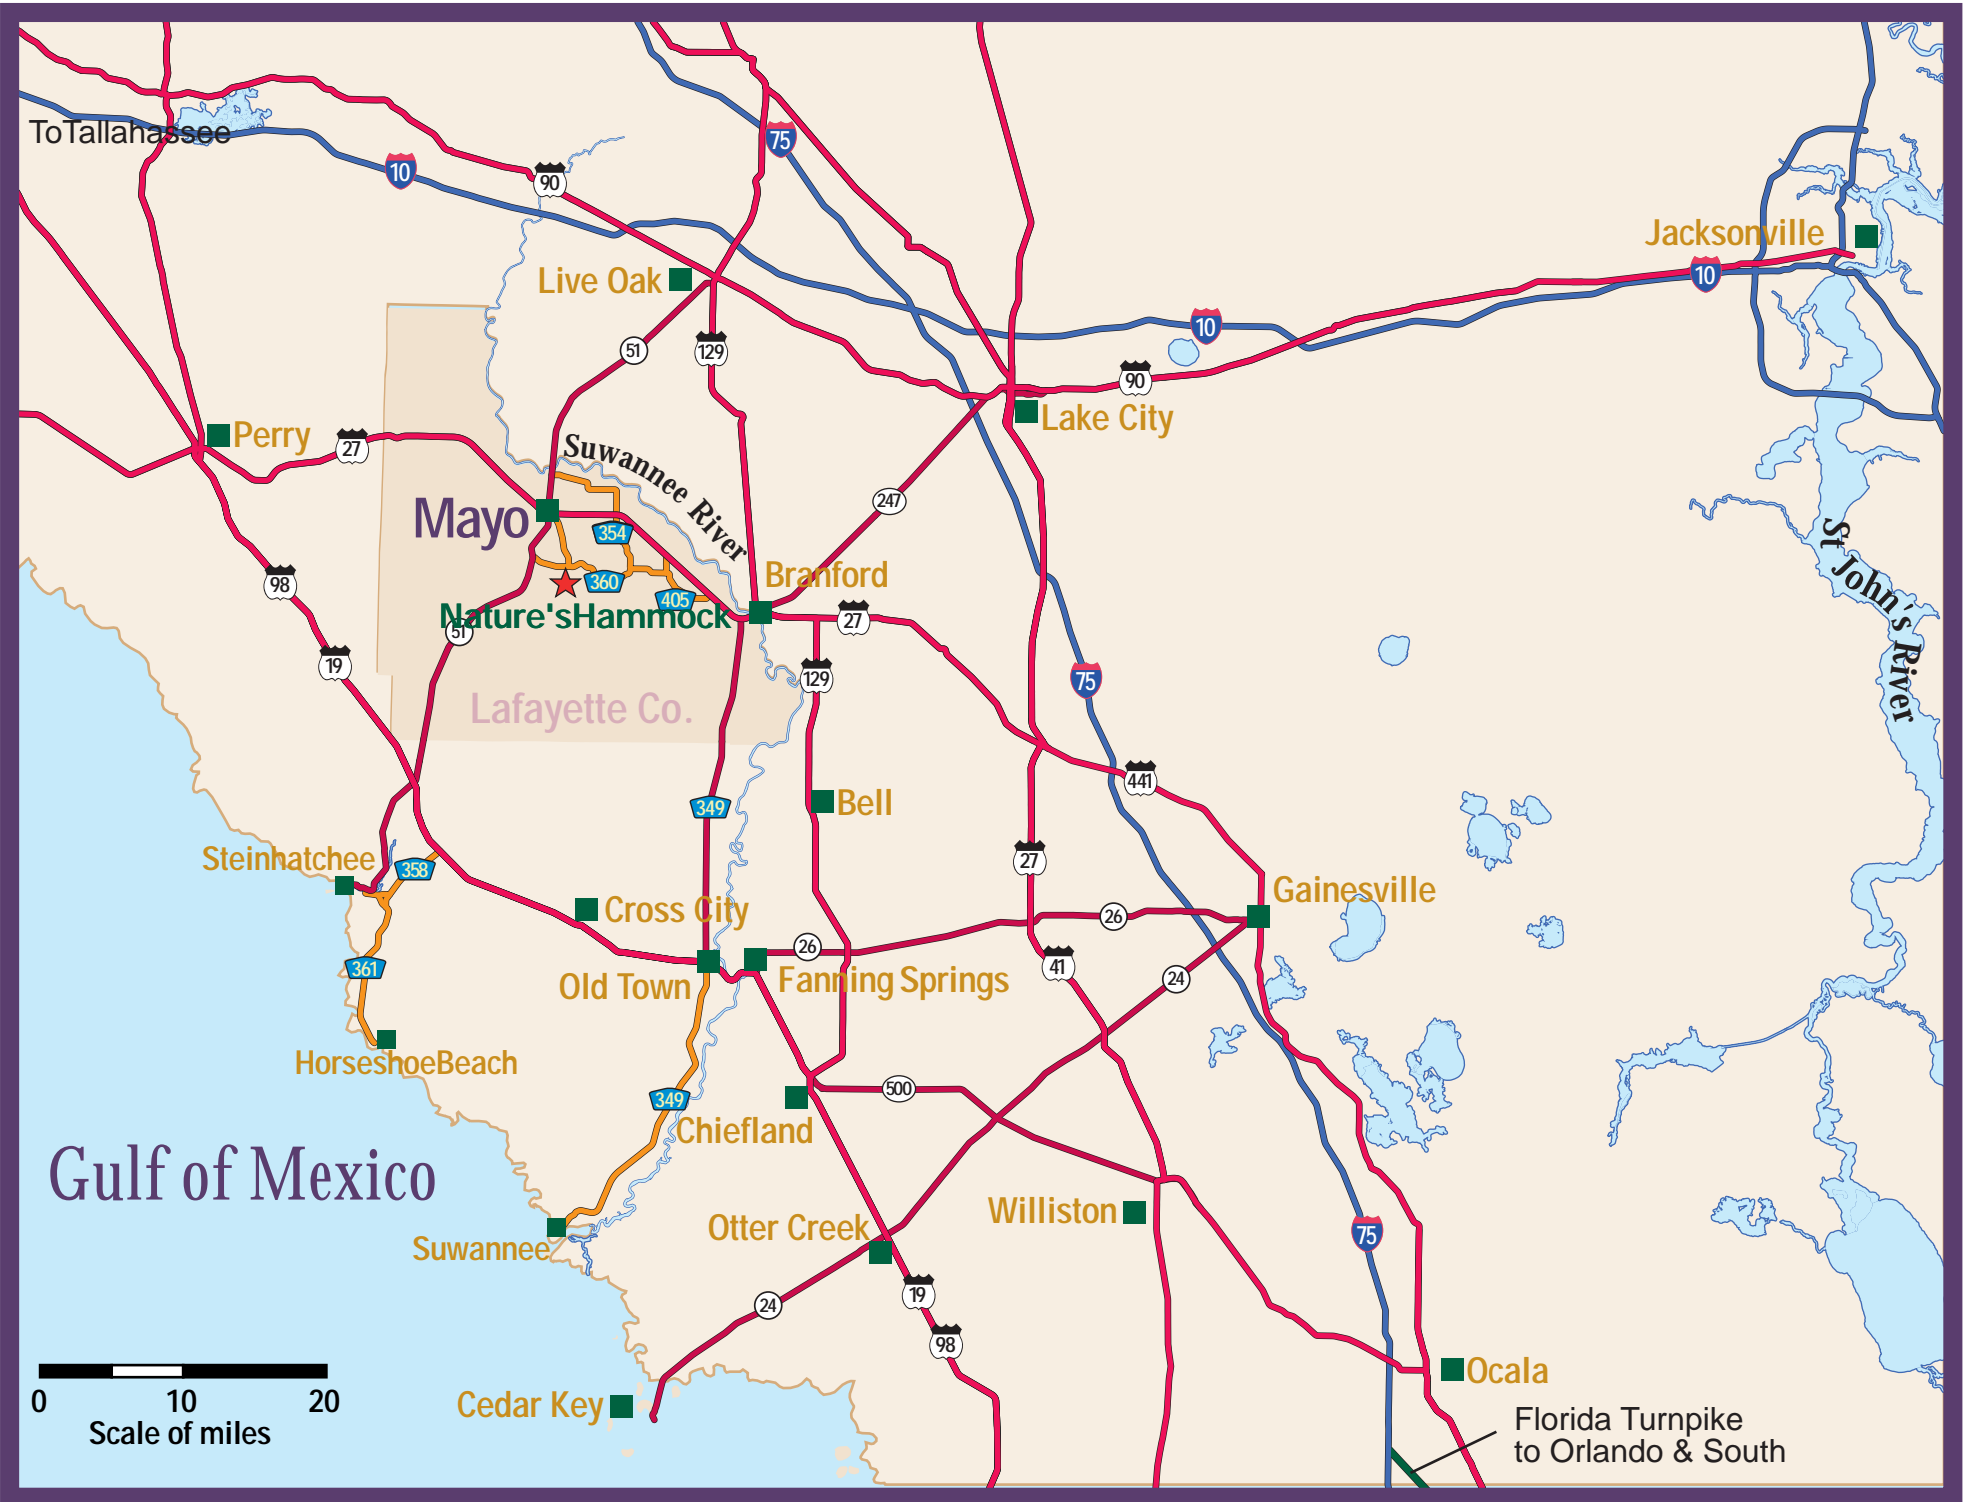 ToTallahassee
10
90
75
Jacksonville
10
Live Oak
10
51
129
90
Lake City
Perry
27
Suwannee River
247
Mayo
354
St John's River
98
360
Branford
405
Nature'sHammock
27
51
19
129
75
Lafayette Co.
441
349
Bell
Steinhatchee
358
27
Gainesville
Cross City
26
26
361
41
24
Old Town
Fanning Springs
HorseshoeBeach
349
500
Chiefland
Gulf of Mexico
Williston
Otter Creek
75
Suwannee
24
19
98
Ocala
0 10 20
Scale of miles
Cedar Key
Florida Turnpike
to Orlando & South